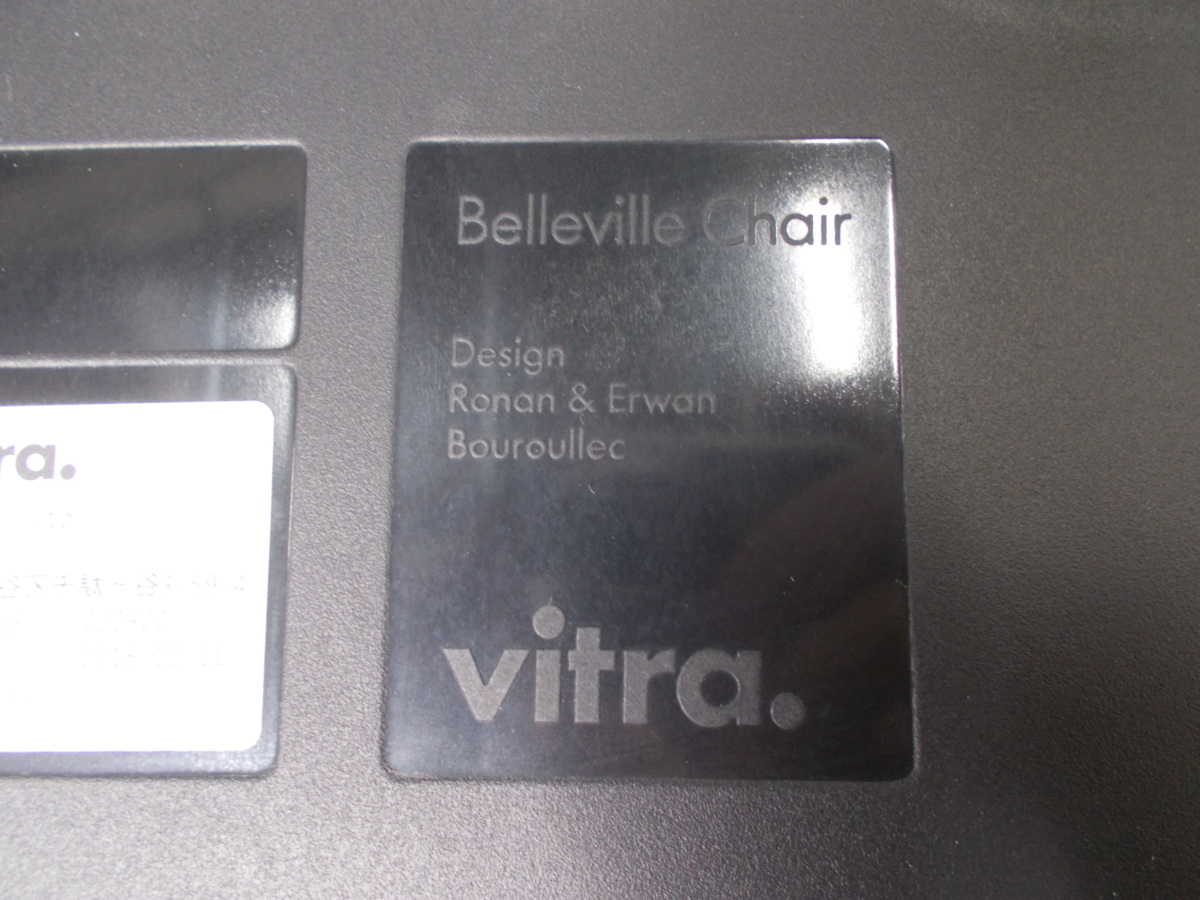 Belleville Chair
Design
Ronan & Erwan
Bouroullec
vitra.
ra.